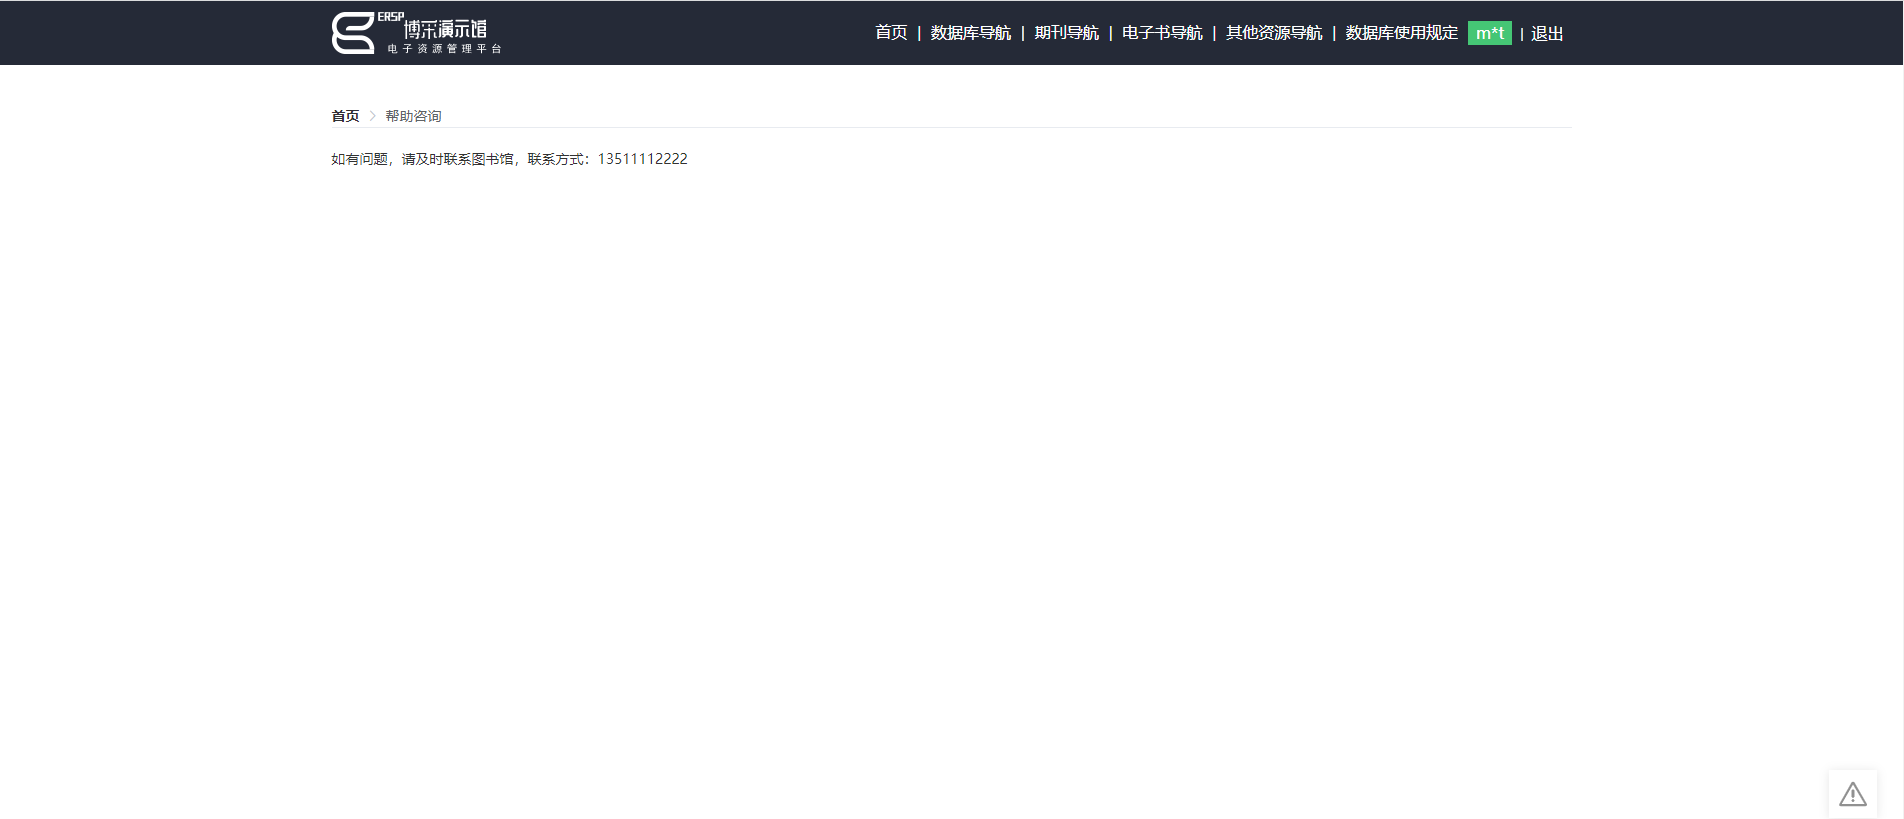 ERSP 博采演示馆
电子资源管理平台
首页 | 数据库导航 | 期刊导航 | 电子书导航 | 其他资源导航 | 数据库使用规定 m*t | 退出
首页 > 帮助咨询
如有问题，请及时联系图书馆，联系方式：13511112222